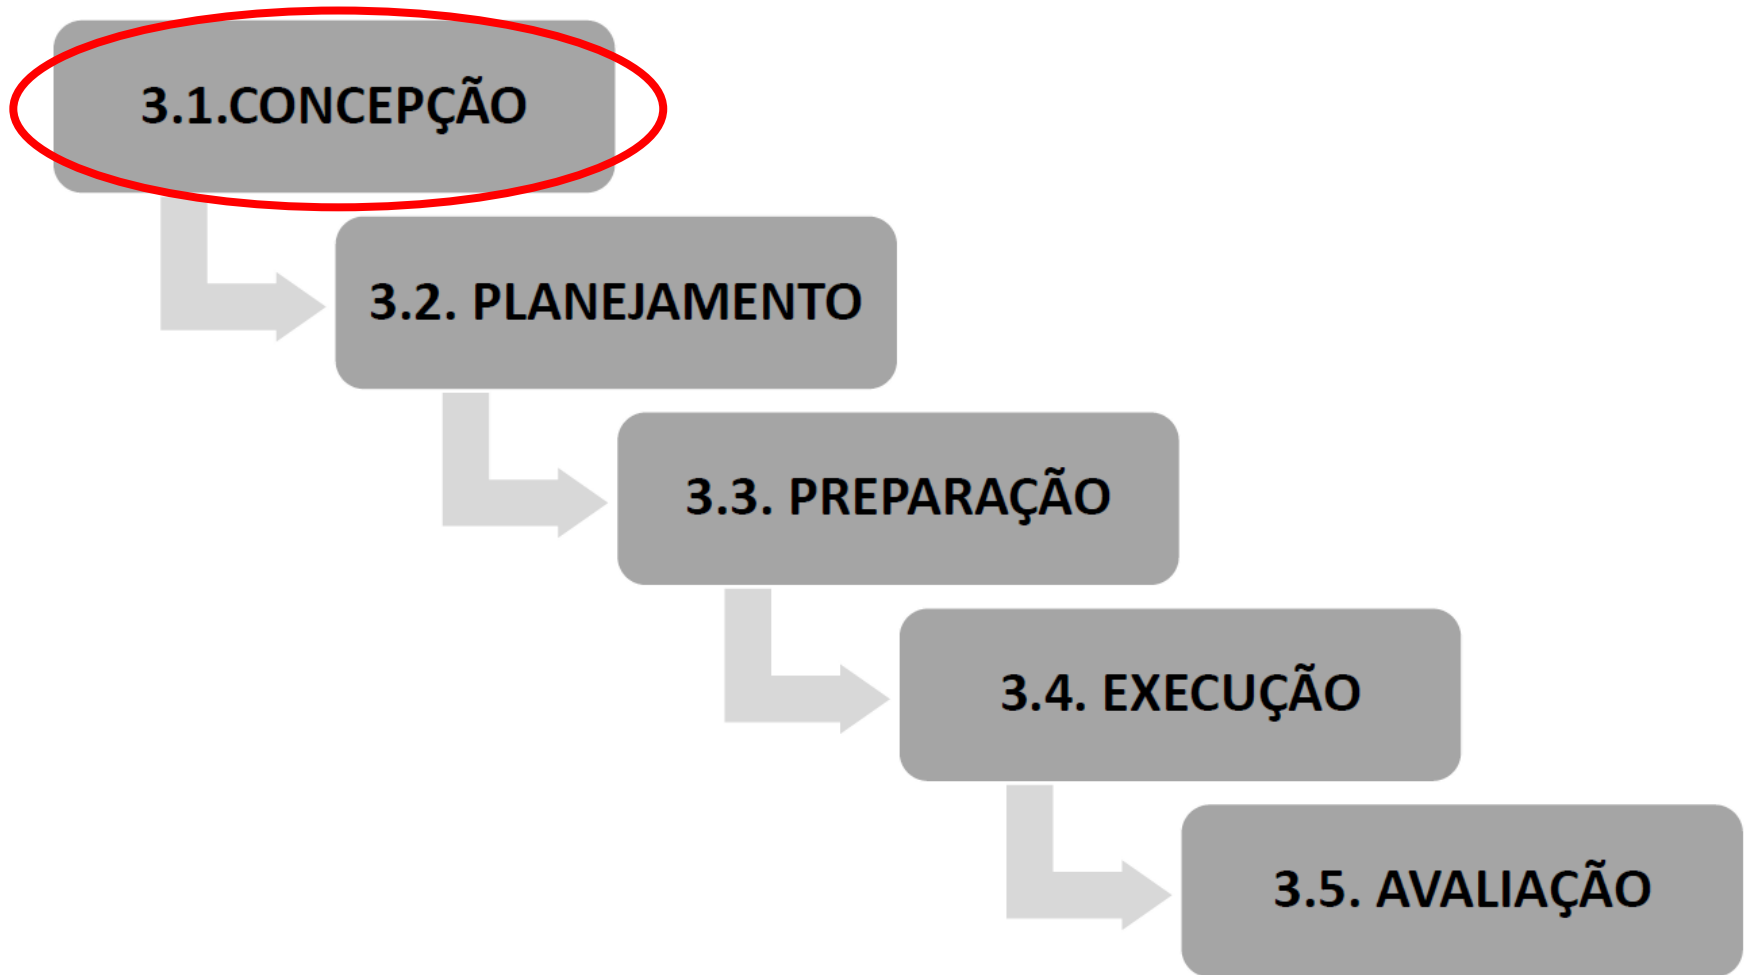 3.1.CONCEPÇÃO
3.2. PLANEJAMENTO
3.3. PREPARAÇÃO
3.4. EXECUÇÃO
3.5. AVALIAÇÃO